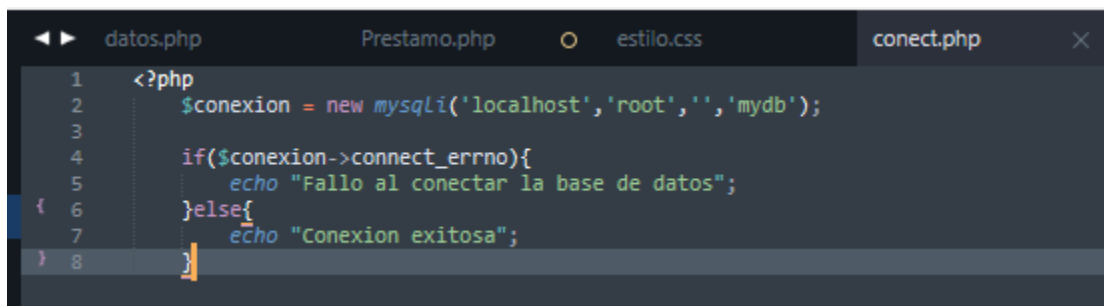 datos.php Prestamo.php estilo.css conect.php
1 <?php
2 $conexion = new mysqli('localhost','root','','mydb');
3
4 if($conexion->connect_errno){
5 echo "Fallo al conectar la base de datos";
{ 6 }else{
7 echo "Conexion exitosa";
} 8 }